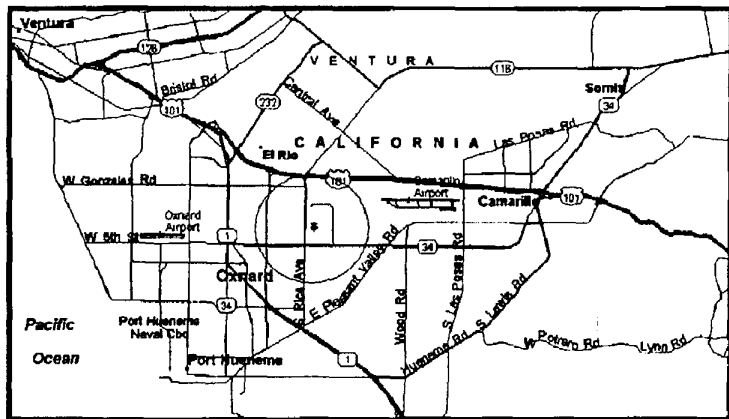 Ventura
126
Bristol Rd
VENTURA
118
101
232
Central Ave
Somis
34
CALIFORNIA
Las Posas Rd
El Rio
W Gonzales Rd
101
Camarillo
Airport
Camarillo
101
Oxnard
Airport
W 5th St
1
34
E Pleasant Valley Rd
Oxnard
S Rice Ave
34
Wood Rd
S Las Posas Rd
S Lewis Rd
Pacific
Ocean
Port Hueneme
Naval Cbc
Port Hueneme
1
Hueneme Rd
W Potrero Rd
Lynn Rd